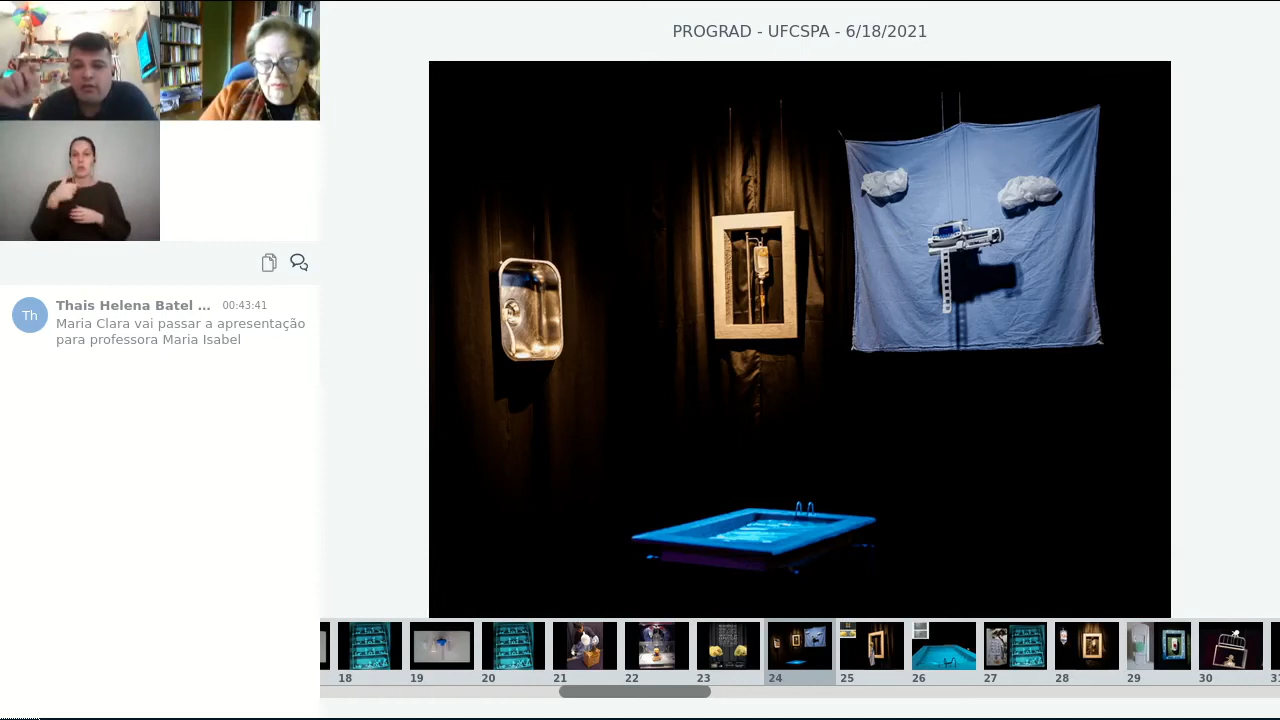 PROGRAD - UFCSPA - 6/18/2021
Th
Thais Helena Batel ... 00:43:41
Maria Clara vai passar a apresentação
para professora Maria Isabel
18 19 20 21 22 23 24 25 26 27 28 29 30